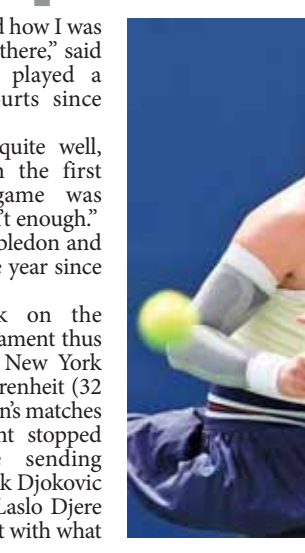 d how I was
there,” said
played a
urts since
quite well,
n the first
game was
’t enough.”
bledon and
e year since
k on the
ament thus
New York
renheit (32
n’s matches
nt stopped
e sending
k Djokovic
Laslo Djere
t with what